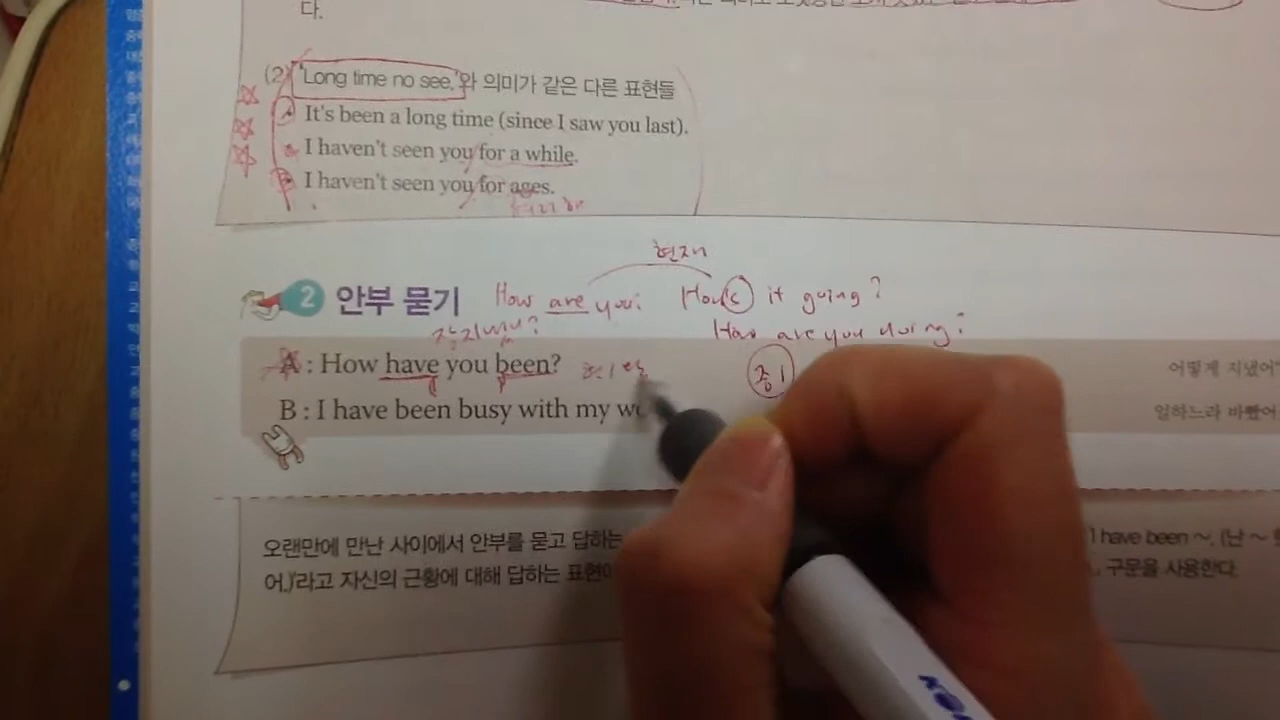 다.
(2) 'Long time no see.'와 의미가 같은 다른 표현들
It's been a long time (since I saw you last).
I haven't seen you for a while.
I haven't seen you for ages.
현재
2 안부 묻기 How are you? How's it going?
잘 지냈니? How are you doing?
A : How have you been? 중1 어떻게 지냈어
B : I have been busy with my 일하느라 바빴어
오랜만에 만난 사이에서 안부를 묻고 답하는 I have been ~. (난 ~
어.)'라고 자신의 근황에 대해 답하는 표현이 구문을 사용한다.